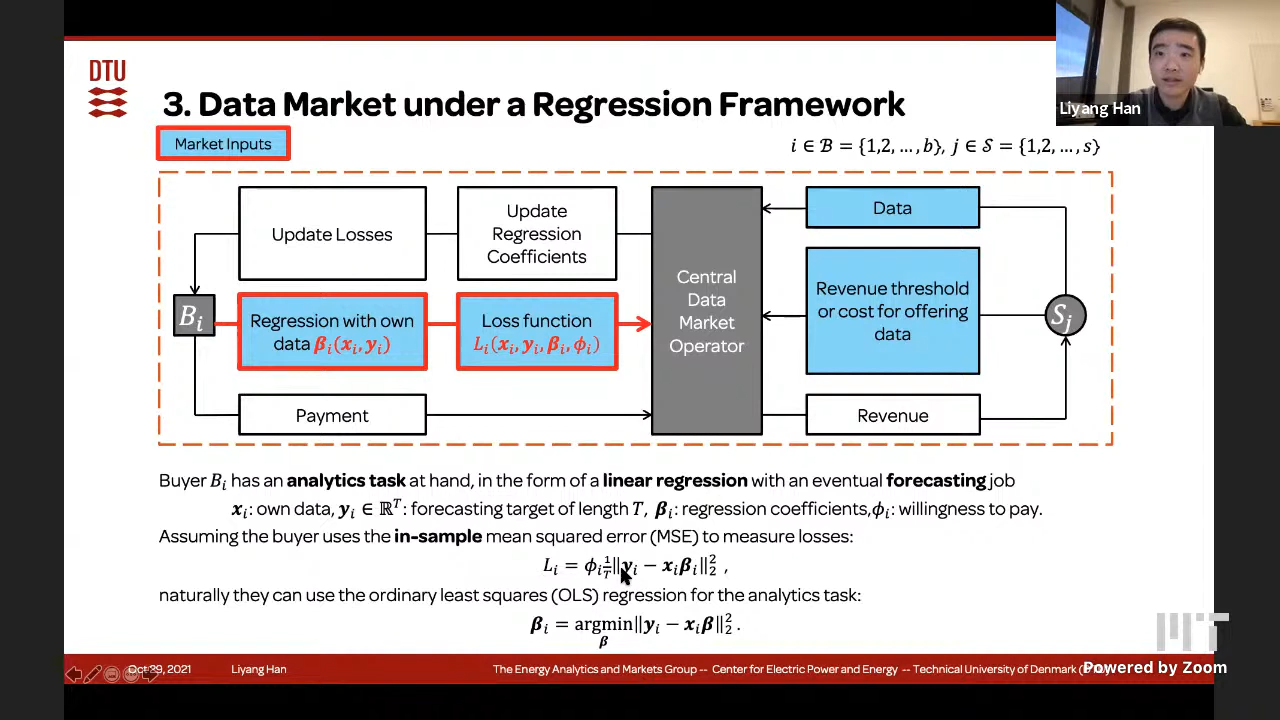 DTU
3. Data Market under a Regression Framework
Liyang Han
Market Inputs
i ∈ ℬ = {1,2, …, b}, j ∈ 𝒮 = {1,2, …, s}
Update Losses
Update
Regression
Coefficients
Data
Central
Data
Market
Operator
Revenue threshold
or cost for offering
data
B_i
Regression with own
data β_i(x_i, y_i)
Loss function
L_i(x_i, y_i, β_i, ϕ_i)
S_j
Payment
Revenue
Buyer B_i has an analytics task at hand, in the form of a linear regression with an eventual forecasting job
x_i: own data, y_i ∈ ℝ^T: forecasting target of length T, β_i: regression coefficients, ϕ_i: willingness to pay.
Assuming the buyer uses the in-sample mean squared error (MSE) to measure losses:
L_i = ϕ_i 1/T ‖y_i − x_iβ_i‖₂² ,
naturally they can use the ordinary least squares (OLS) regression for the analytics task:
β_i = argmin‖y_i − x_iβ‖₂² .
β
MIT
Powered by Zoom
Oct 29, 2021 Liyang Han The Energy Analytics and Markets Group -- Center for Electric Power and Energy -- Technical University of Denmark